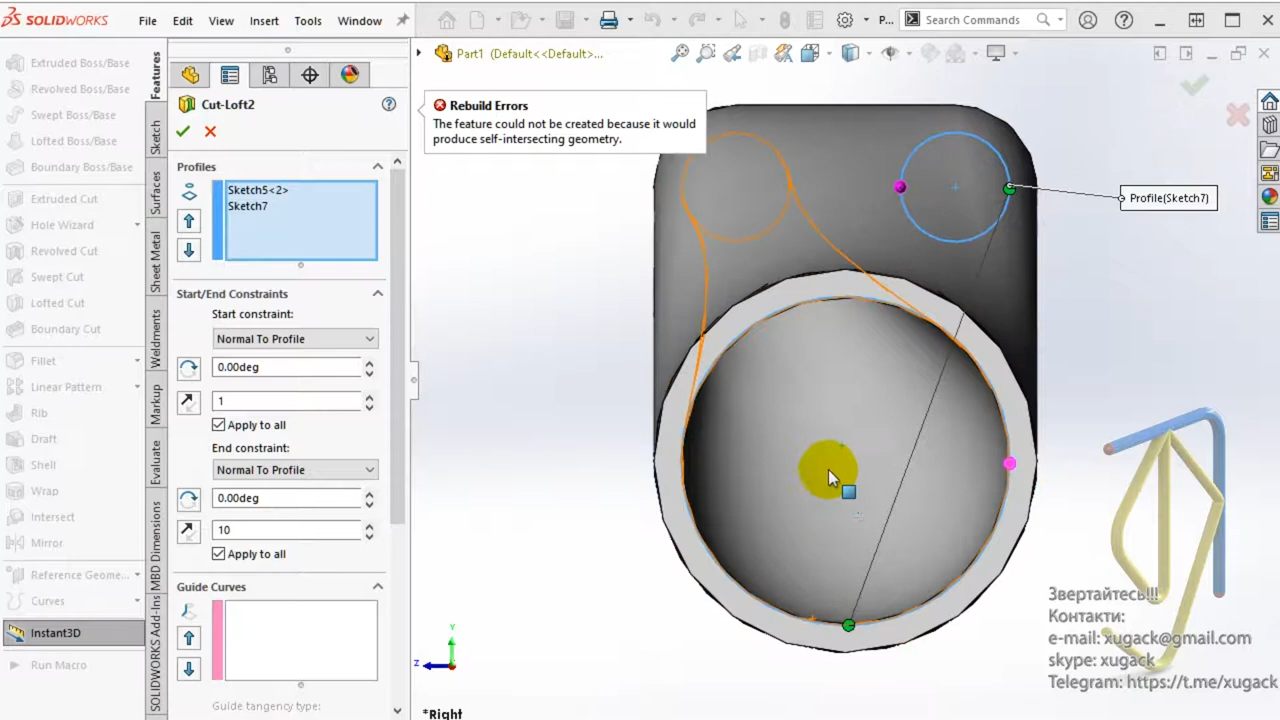 SOLIDWORKS
File Edit View Insert Tools Window
P...
Search Commands
Extruded Boss/Base
Revolved Boss/Base
Swept Boss/Base
Lofted Boss/Base
Boundary Boss/Base
Extruded Cut
Hole Wizard
Revolved Cut
Swept Cut
Lofted Cut
Boundary Cut
Fillet
Linear Pattern
Rib
Draft
Shell
Wrap
Intersect
Mirror
Reference Geome...
Curves
Instant3D
Run Macro
Features
Sketch
Surfaces
Sheet Metal
Weldments
Markup
Evaluate
MBD Dimensions
SOLIDWORKS Add-Ins
Cut-Loft2
Profiles
Sketch5<2>
Sketch7
Start/End Constraints
Start constraint:
Normal To Profile
0.00deg
1
Apply to all
End constraint:
Normal To Profile
0.00deg
10
Apply to all
Guide Curves
Guide tangency type:
Part1 (Default<<Default>...
Rebuild Errors
The feature could not be created because it would
produce self-intersecting geometry.
Profile(Sketch7)
Y
Z
*Right
Звертайтесь!!!
Контакти:
e-mail: xugack@gmail.com
skype: xugack
Telegram: https://t.me/xugack